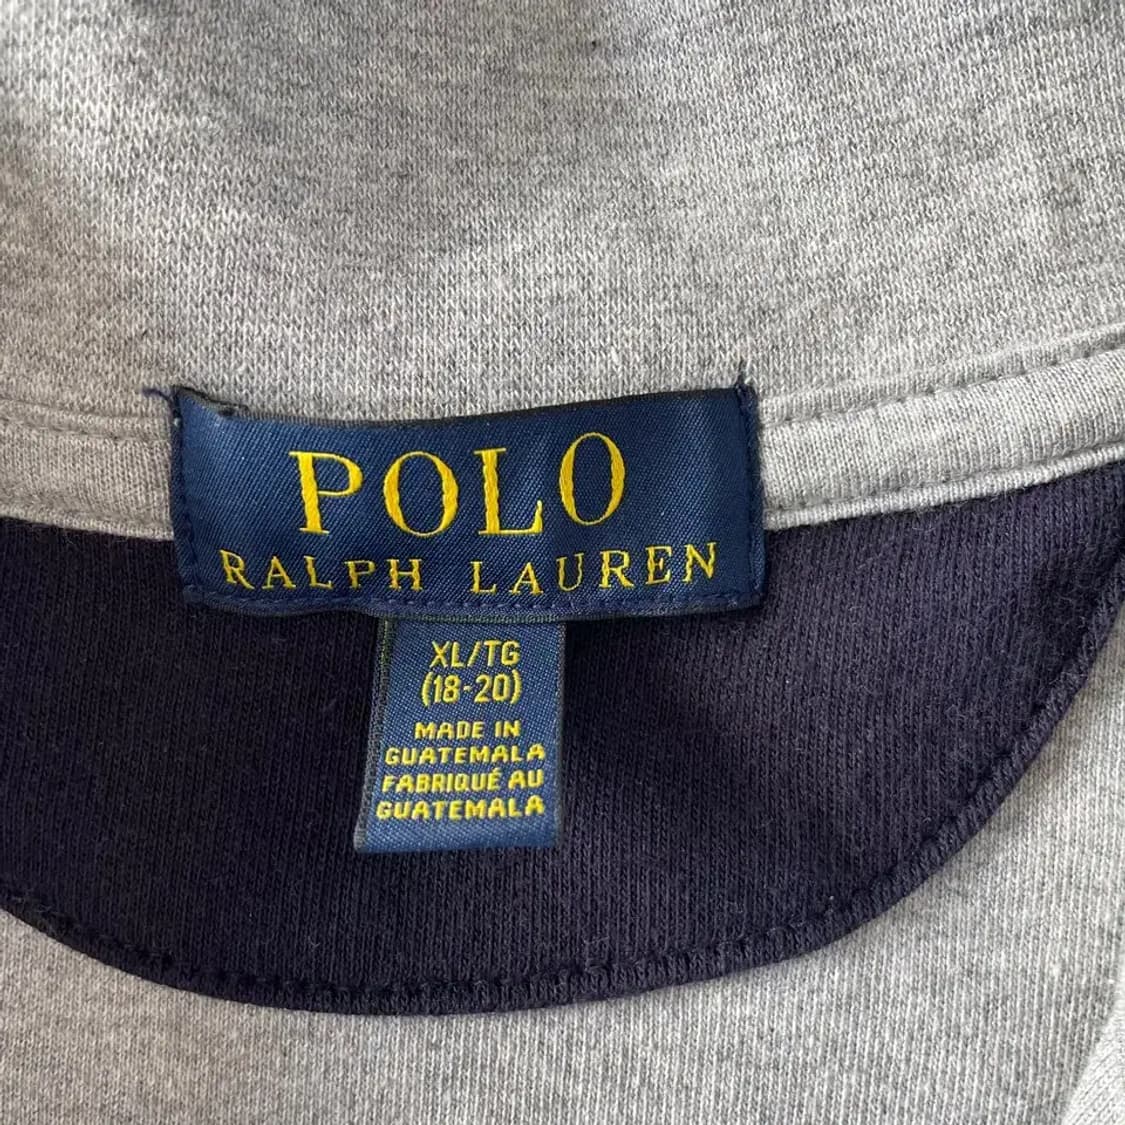 POLO
RALPH LAUREN
XL/TG
(18-20)
MADE IN
GUATEMALA
FABRIQUÉ AU
GUATEMALA